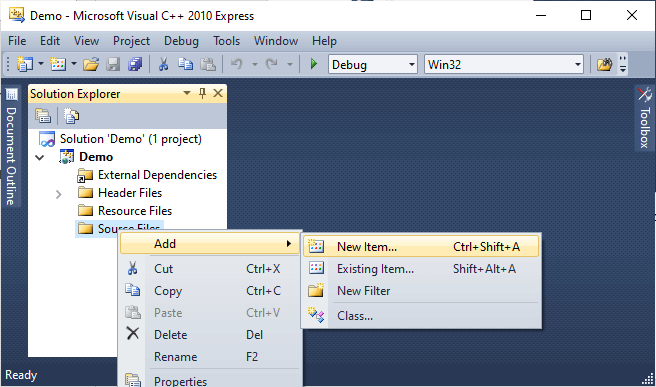 Demo - Microsoft Visual C++ 2010 Express
File Edit View Project Debug Tools Window Help
Debug Win32
Document Outline
Solution Explorer
Toolbox
Solution 'Demo' (1 project)
Demo
External Dependencies
Header Files
Resource Files
Source Files
Add
New Item... Ctrl+Shift+A
Cut Ctrl+X
Existing Item... Shift+Alt+A
Copy Ctrl+C
New Filter
Paste Ctrl+V
Class...
Delete Del
Rename F2
Properties
Ready